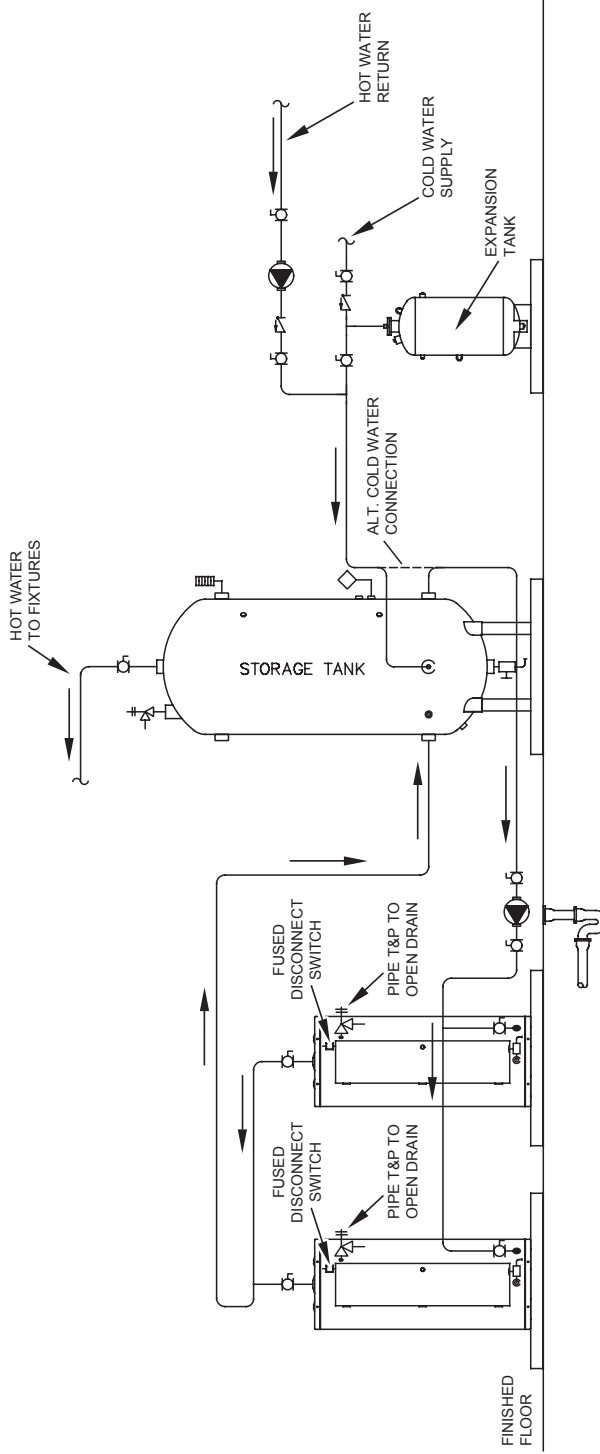 HOT WATER
TO FIXTURES
HOT WATER
RETURN
COLD WATER
SUPPLY
EXPANSION
TANK
ALT. COLD WATER
CONNECTION
STORAGE TANK
FUSED
DISCONNECT
SWITCH
PIPE T&P TO
OPEN DRAIN
FUSED
DISCONNECT
SWITCH
PIPE T&P TO
OPEN DRAIN
FINISHED
FLOOR